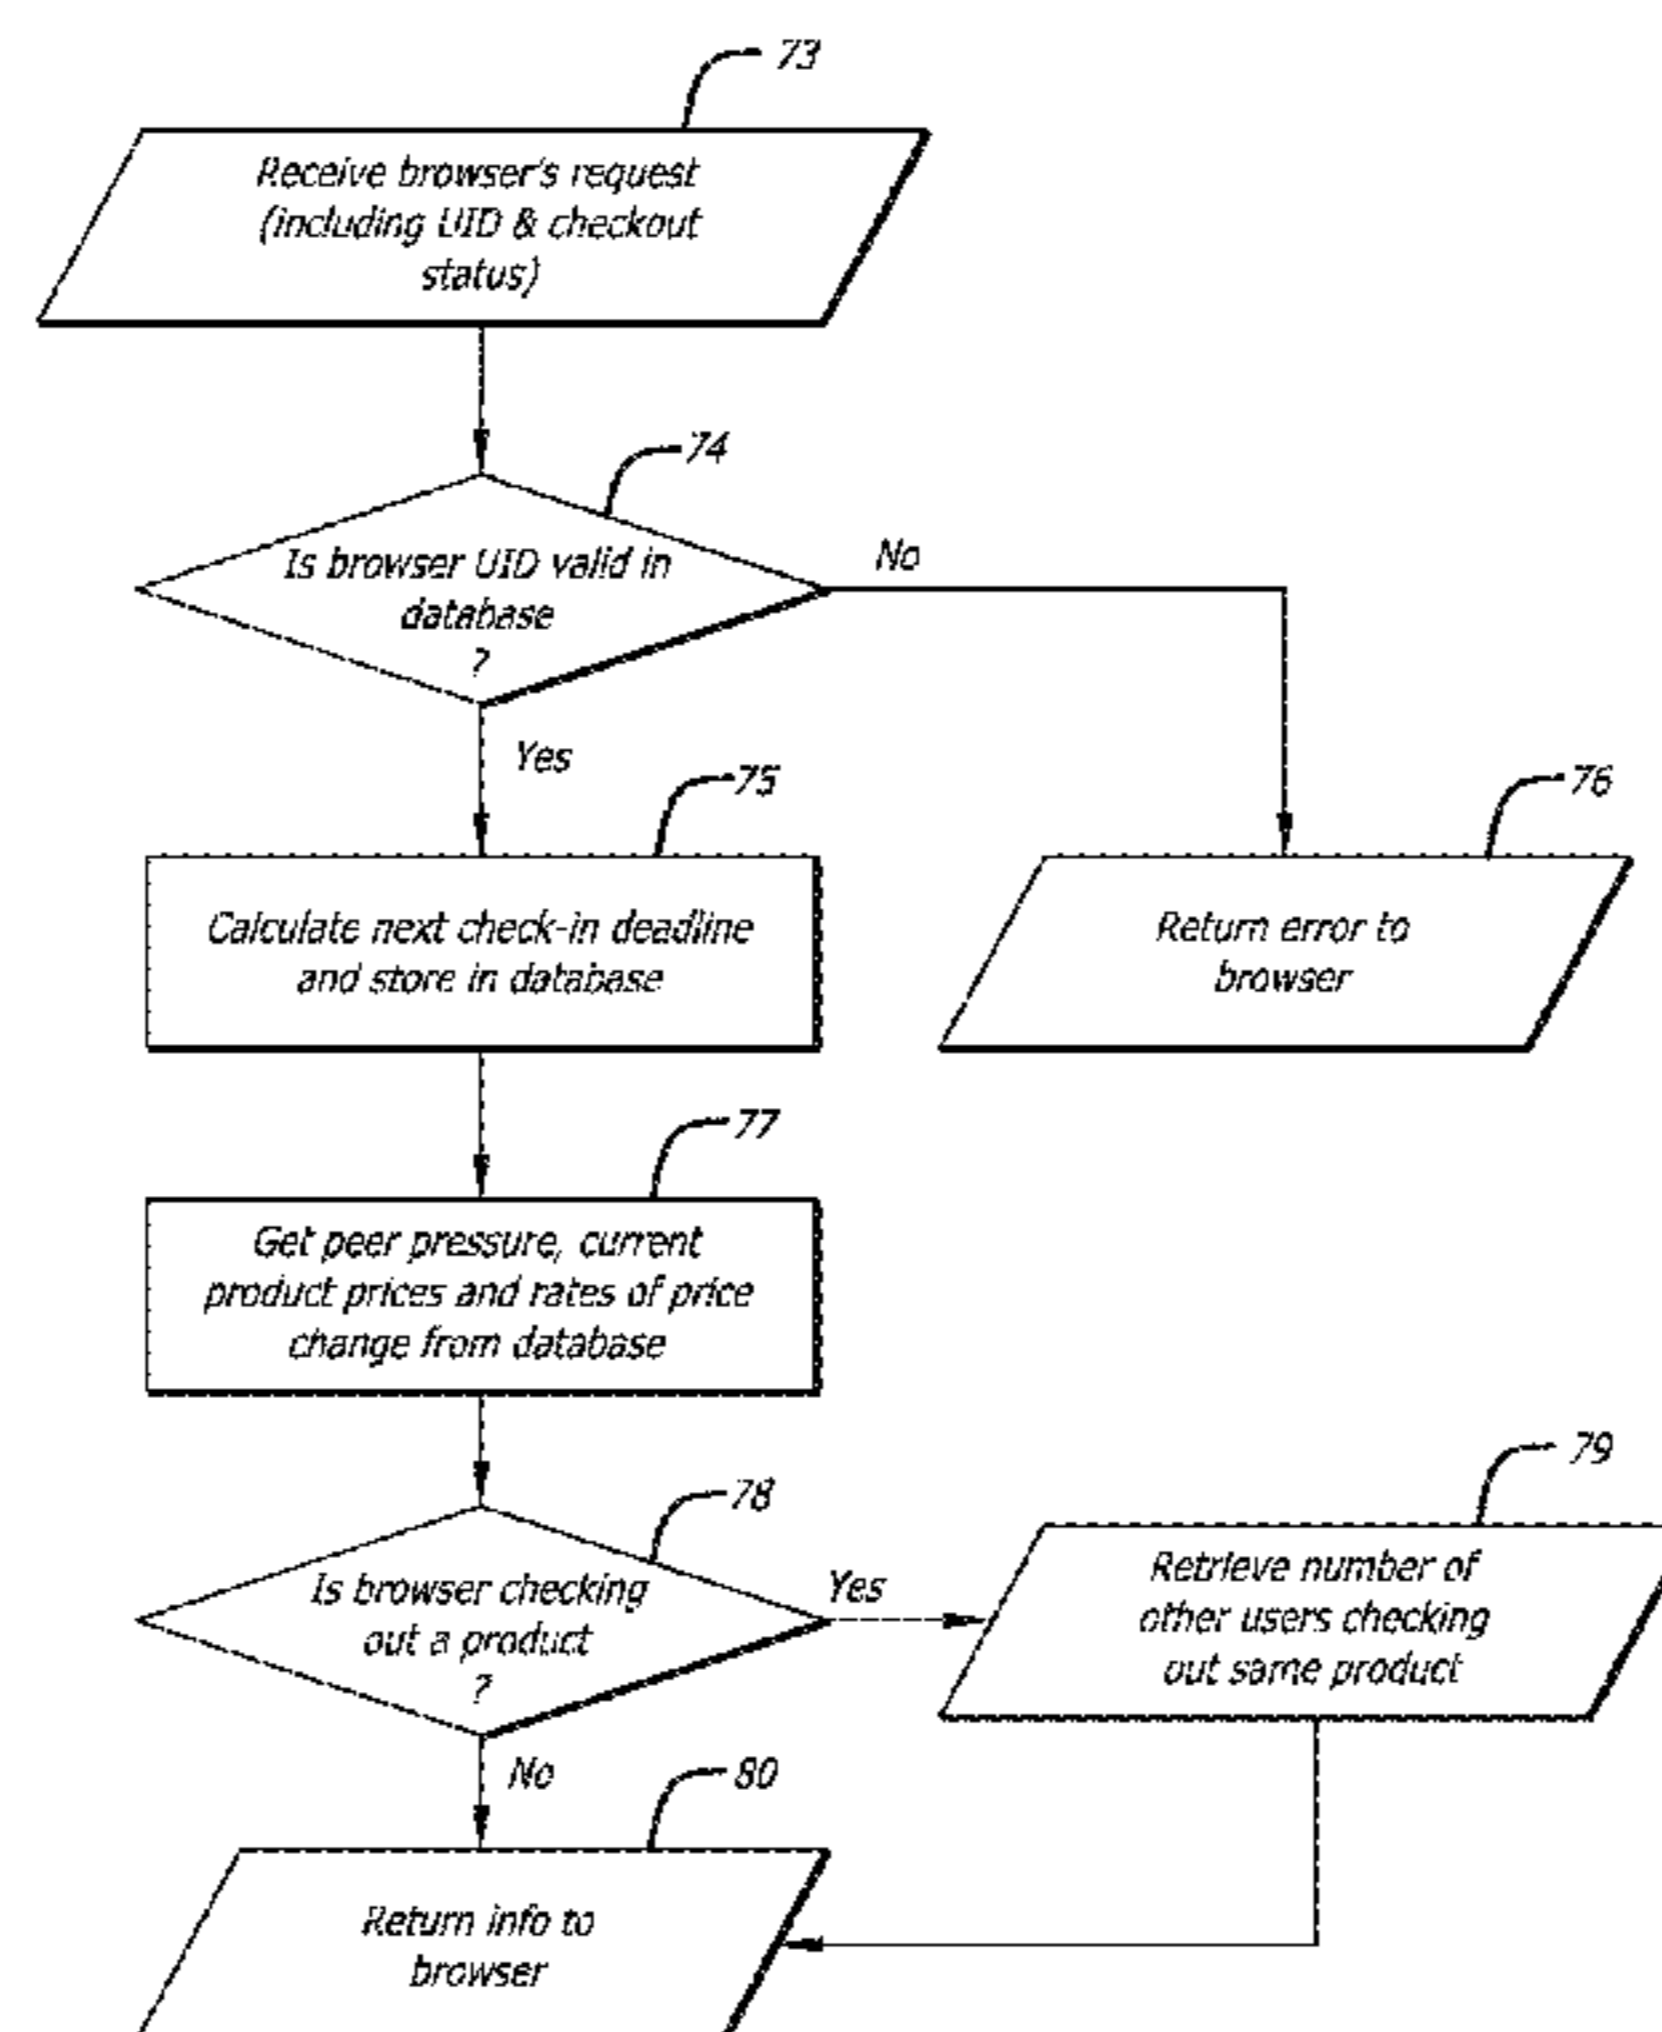 73
Receive browser's request
(including UID & checkout
status)
74
Is browser UID valid in
database
?
No
Yes
75
Calculate next check-in deadline
and store in database
76
Return error to
browser
77
Get peer pressure, current
product prices and rates of price
change from database
78
Is browser checking
out a product
?
Yes
79
Retrieve number of
other users checking
out same product
No
80
Return info to
browser